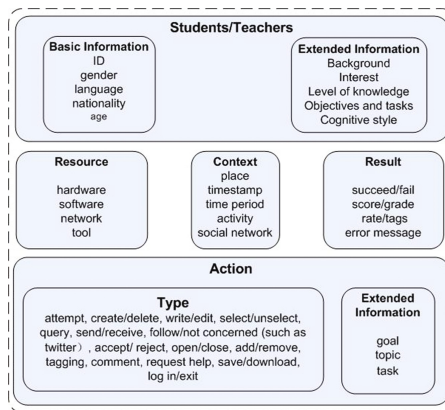 Students/Teachers
Basic Information
ID
gender
language
nationality
age
Extended Information
Background
Interest
Level of knowledge
Objectives and tasks
Cognitive style
Resource
hardware
software
network
tool
Context
place
timestamp
time period
activity
social network
Result
succeed/fail
score/grade
rate/tags
error message
Action
Type
attempt, create/delete, write/edit, select/unselect,
query, send/receive, follow/not concerned (such as
twitter）, accept/ reject, open/close, add/remove,
tagging, comment, request help, save/download,
log in/exit
Extended
Information
goal
topic
task